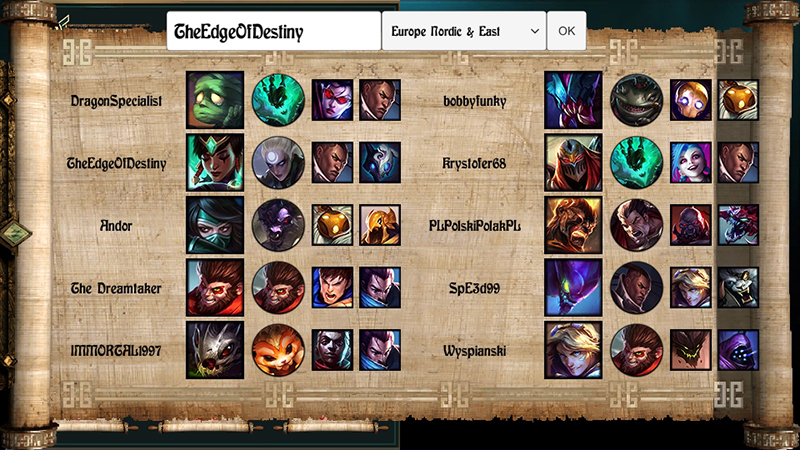 TheEdgeOfDestiny Europe Nordic & East OK
DragonSpecialist bobbyfunky
TheEdgeOfDestiny Krystofer68
Andor PLPolskiPolakPL
The Dreamtaker SpE3d99
IMMORTAL1997 Wyspianski